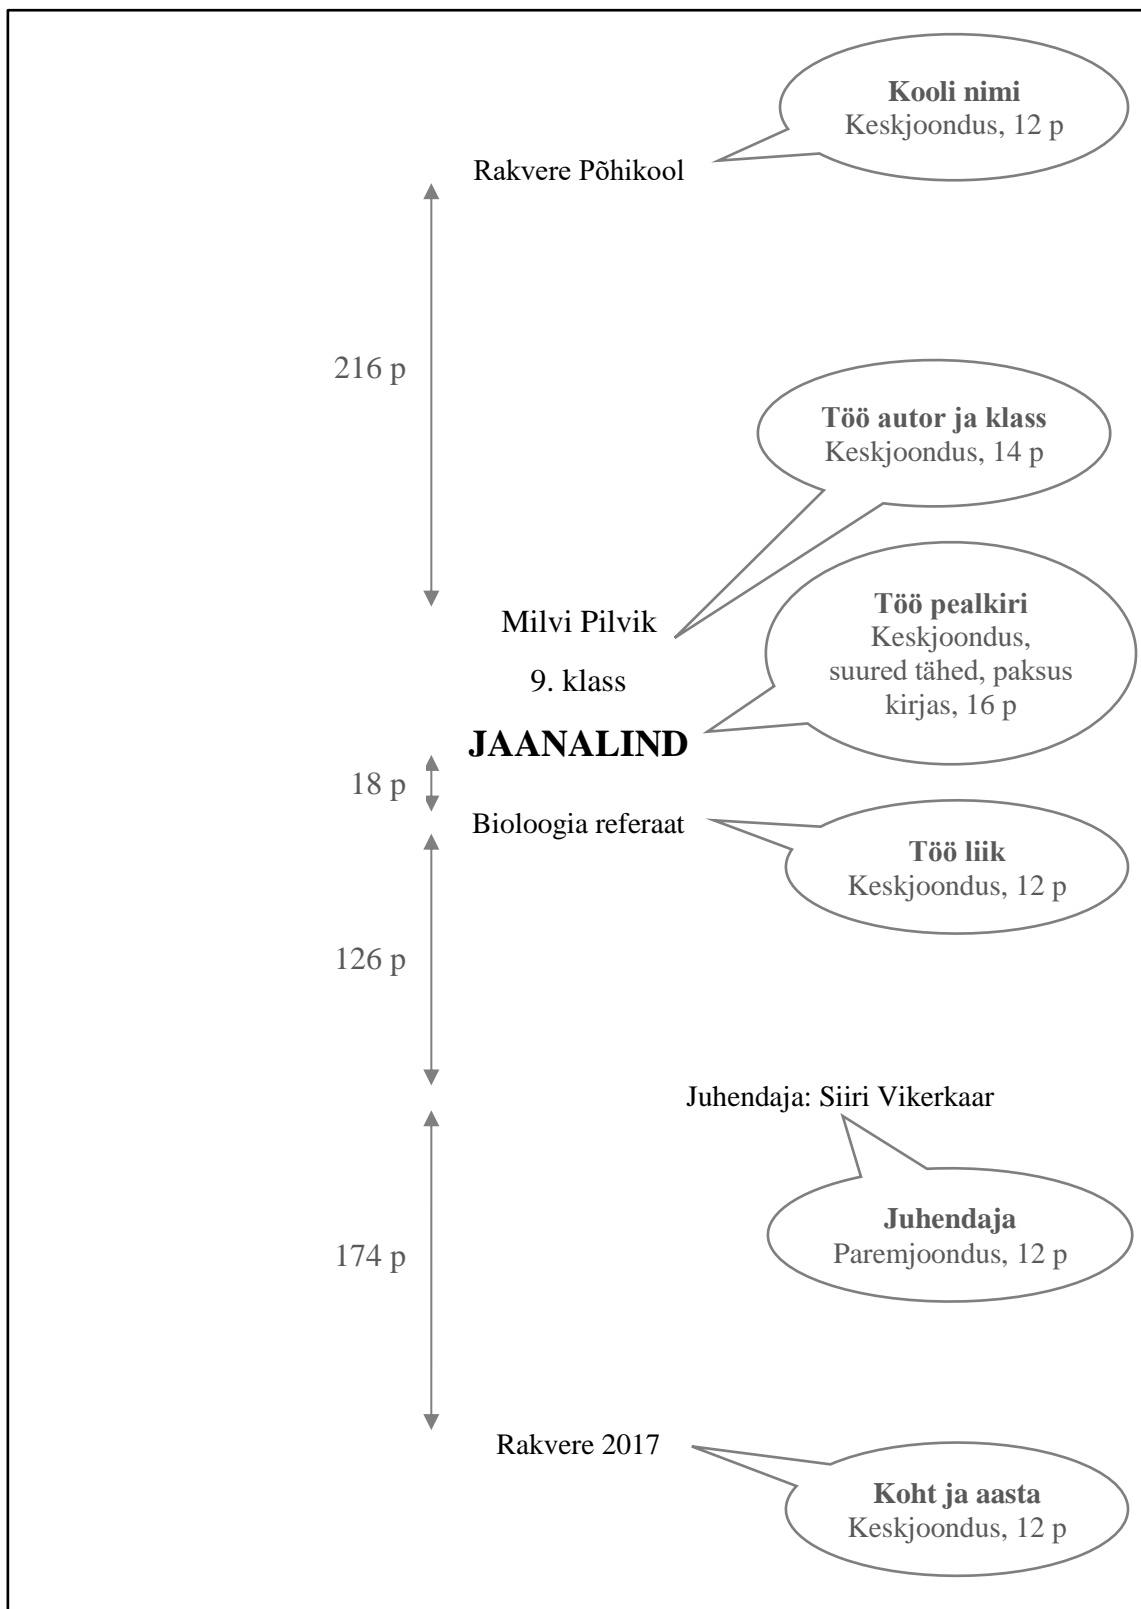 Kooli nimi
Keskjoondus, 12 p
Rakvere Põhikool
216 p
Töö autor ja klass
Keskjoondus, 14 p
Milvi Pilvik
9. klass
Töö pealkiri
Keskjoondus,
suured tähed, paksus
kirjas, 16 p
JAANALIND
18 p
Bioloogia referaat
Töö liik
Keskjoondus, 12 p
126 p
Juhendaja: Siiri Vikerkaar
Juhendaja
Paremjoondus, 12 p
174 p
Rakvere 2017
Koht ja aasta
Keskjoondus, 12 p